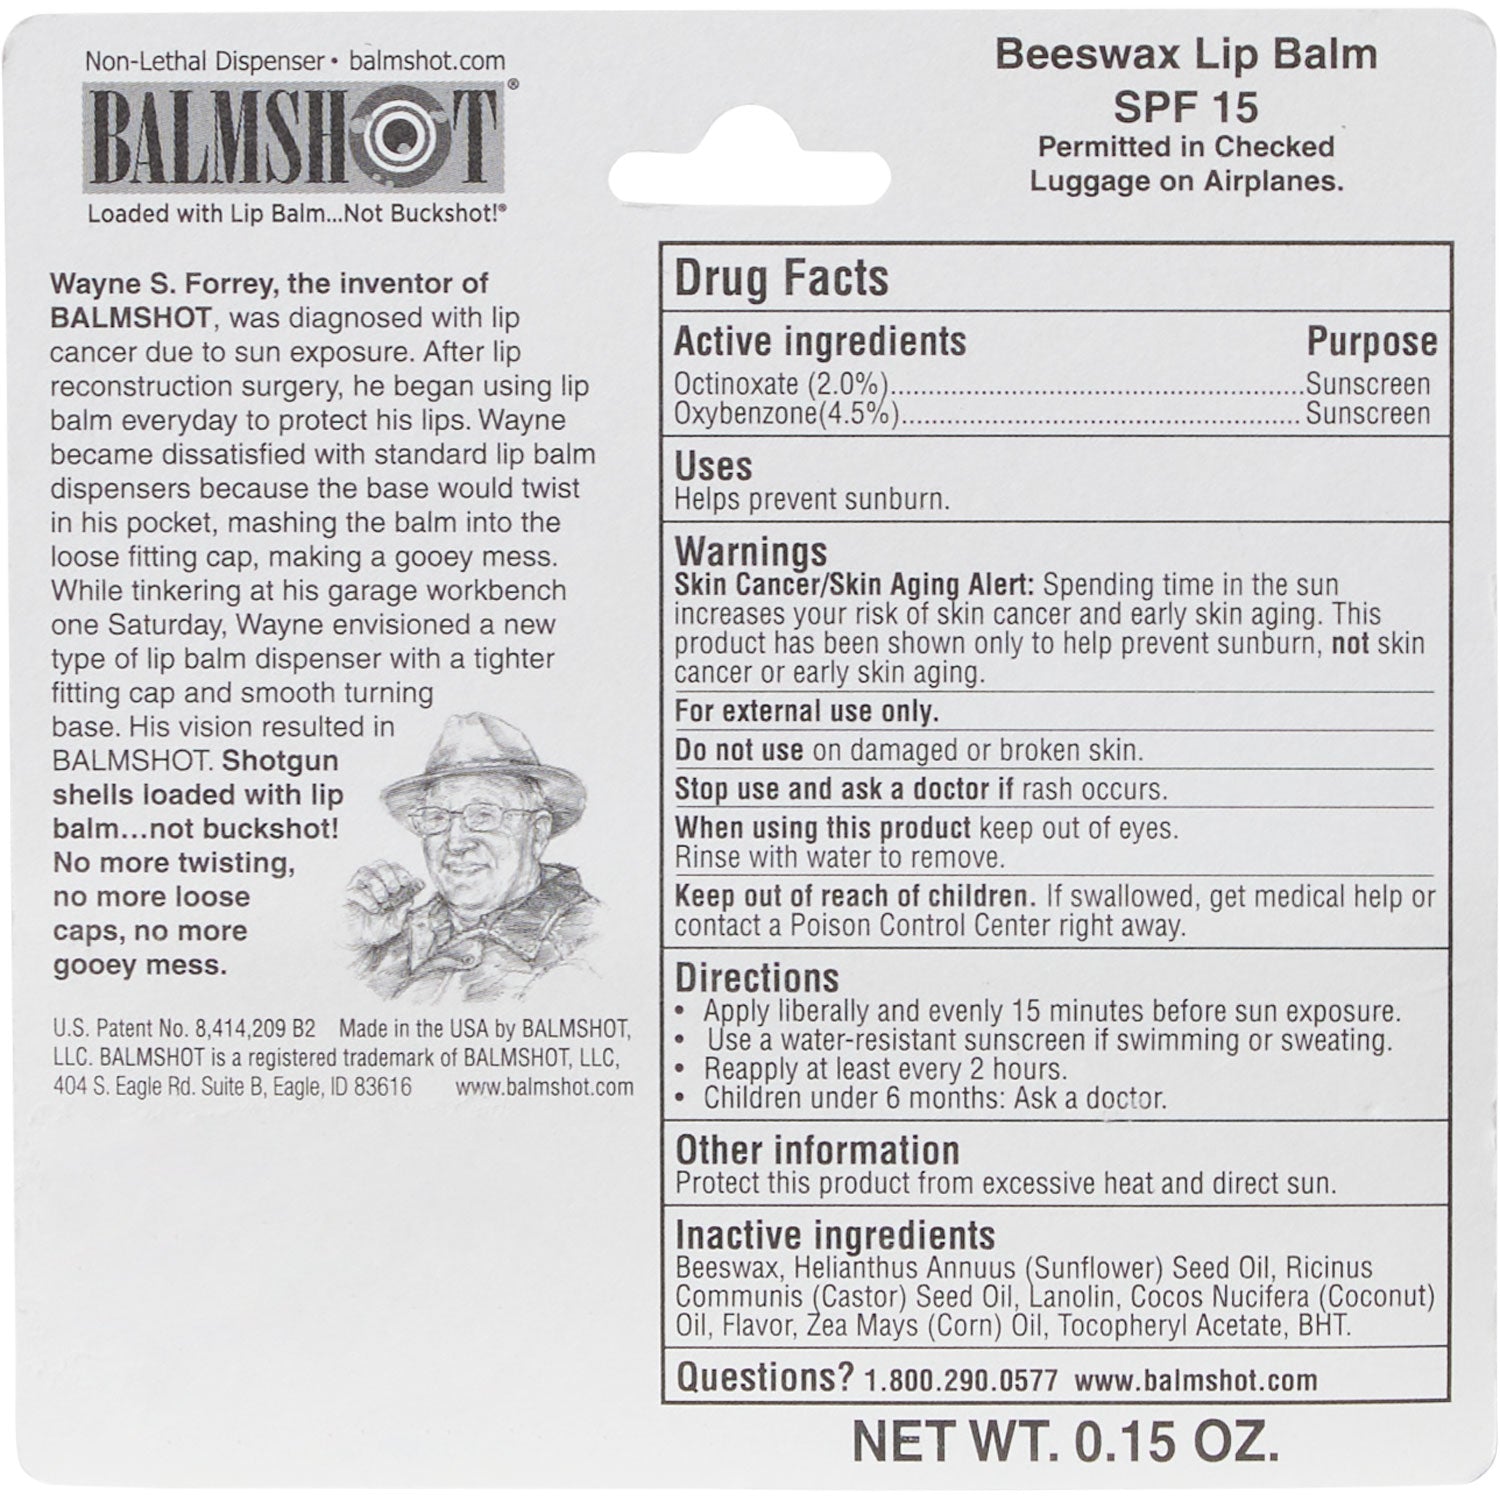 Non-Lethal Dispenser • balmshot.com
BALMSHOT®
Loaded with Lip Balm...Not Buckshot!®
Beeswax Lip Balm
SPF 15
Permitted in Checked
Luggage on Airplanes.
Wayne S. Forrey, the inventor of
BALMSHOT, was diagnosed with lip
cancer due to sun exposure. After lip
reconstruction surgery, he began using lip
balm everyday to protect his lips. Wayne
became dissatisfied with standard lip balm
dispensers because the base would twist
in his pocket, mashing the balm into the
loose fitting cap, making a gooey mess.
While tinkering at his garage workbench
one Saturday, Wayne envisioned a new
type of lip balm dispenser with a tighter
fitting cap and smooth turning
base. His vision resulted in
BALMSHOT. Shotgun
shells loaded with lip
balm...not buckshot!
No more twisting,
no more loose
caps, no more
gooey mess.
U.S. Patent No. 8,414,209 B2 Made in the USA by BALMSHOT,
LLC. BALMSHOT is a registered trademark of BALMSHOT, LLC,
404 S. Eagle Rd. Suite B, Eagle, ID 83616 www.balmshot.com
Drug Facts
Active ingredients Purpose
Octinoxate (2.0%)......................................................Sunscreen
Oxybenzone(4.5%)....................................................Sunscreen
Uses
Helps prevent sunburn.
Warnings
Skin Cancer/Skin Aging Alert: Spending time in the sun
increases your risk of skin cancer and early skin aging. This
product has been shown only to help prevent sunburn, not skin
cancer or early skin aging.
For external use only.
Do not use on damaged or broken skin.
Stop use and ask a doctor if rash occurs.
When using this product keep out of eyes.
Rinse with water to remove.
Keep out of reach of children. If swallowed, get medical help or
contact a Poison Control Center right away.
Directions
• Apply liberally and evenly 15 minutes before sun exposure.
• Use a water-resistant sunscreen if swimming or sweating.
• Reapply at least every 2 hours.
• Children under 6 months: Ask a doctor.
Other information
Protect this product from excessive heat and direct sun.
Inactive ingredients
Beeswax, Helianthus Annuus (Sunflower) Seed Oil, Ricinus
Communis (Castor) Seed Oil, Lanolin, Cocos Nucifera (Coconut)
Oil, Flavor, Zea Mays (Corn) Oil, Tocopheryl Acetate, BHT.
Questions? 1.800.290.0577 www.balmshot.com
NET WT. 0.15 OZ.